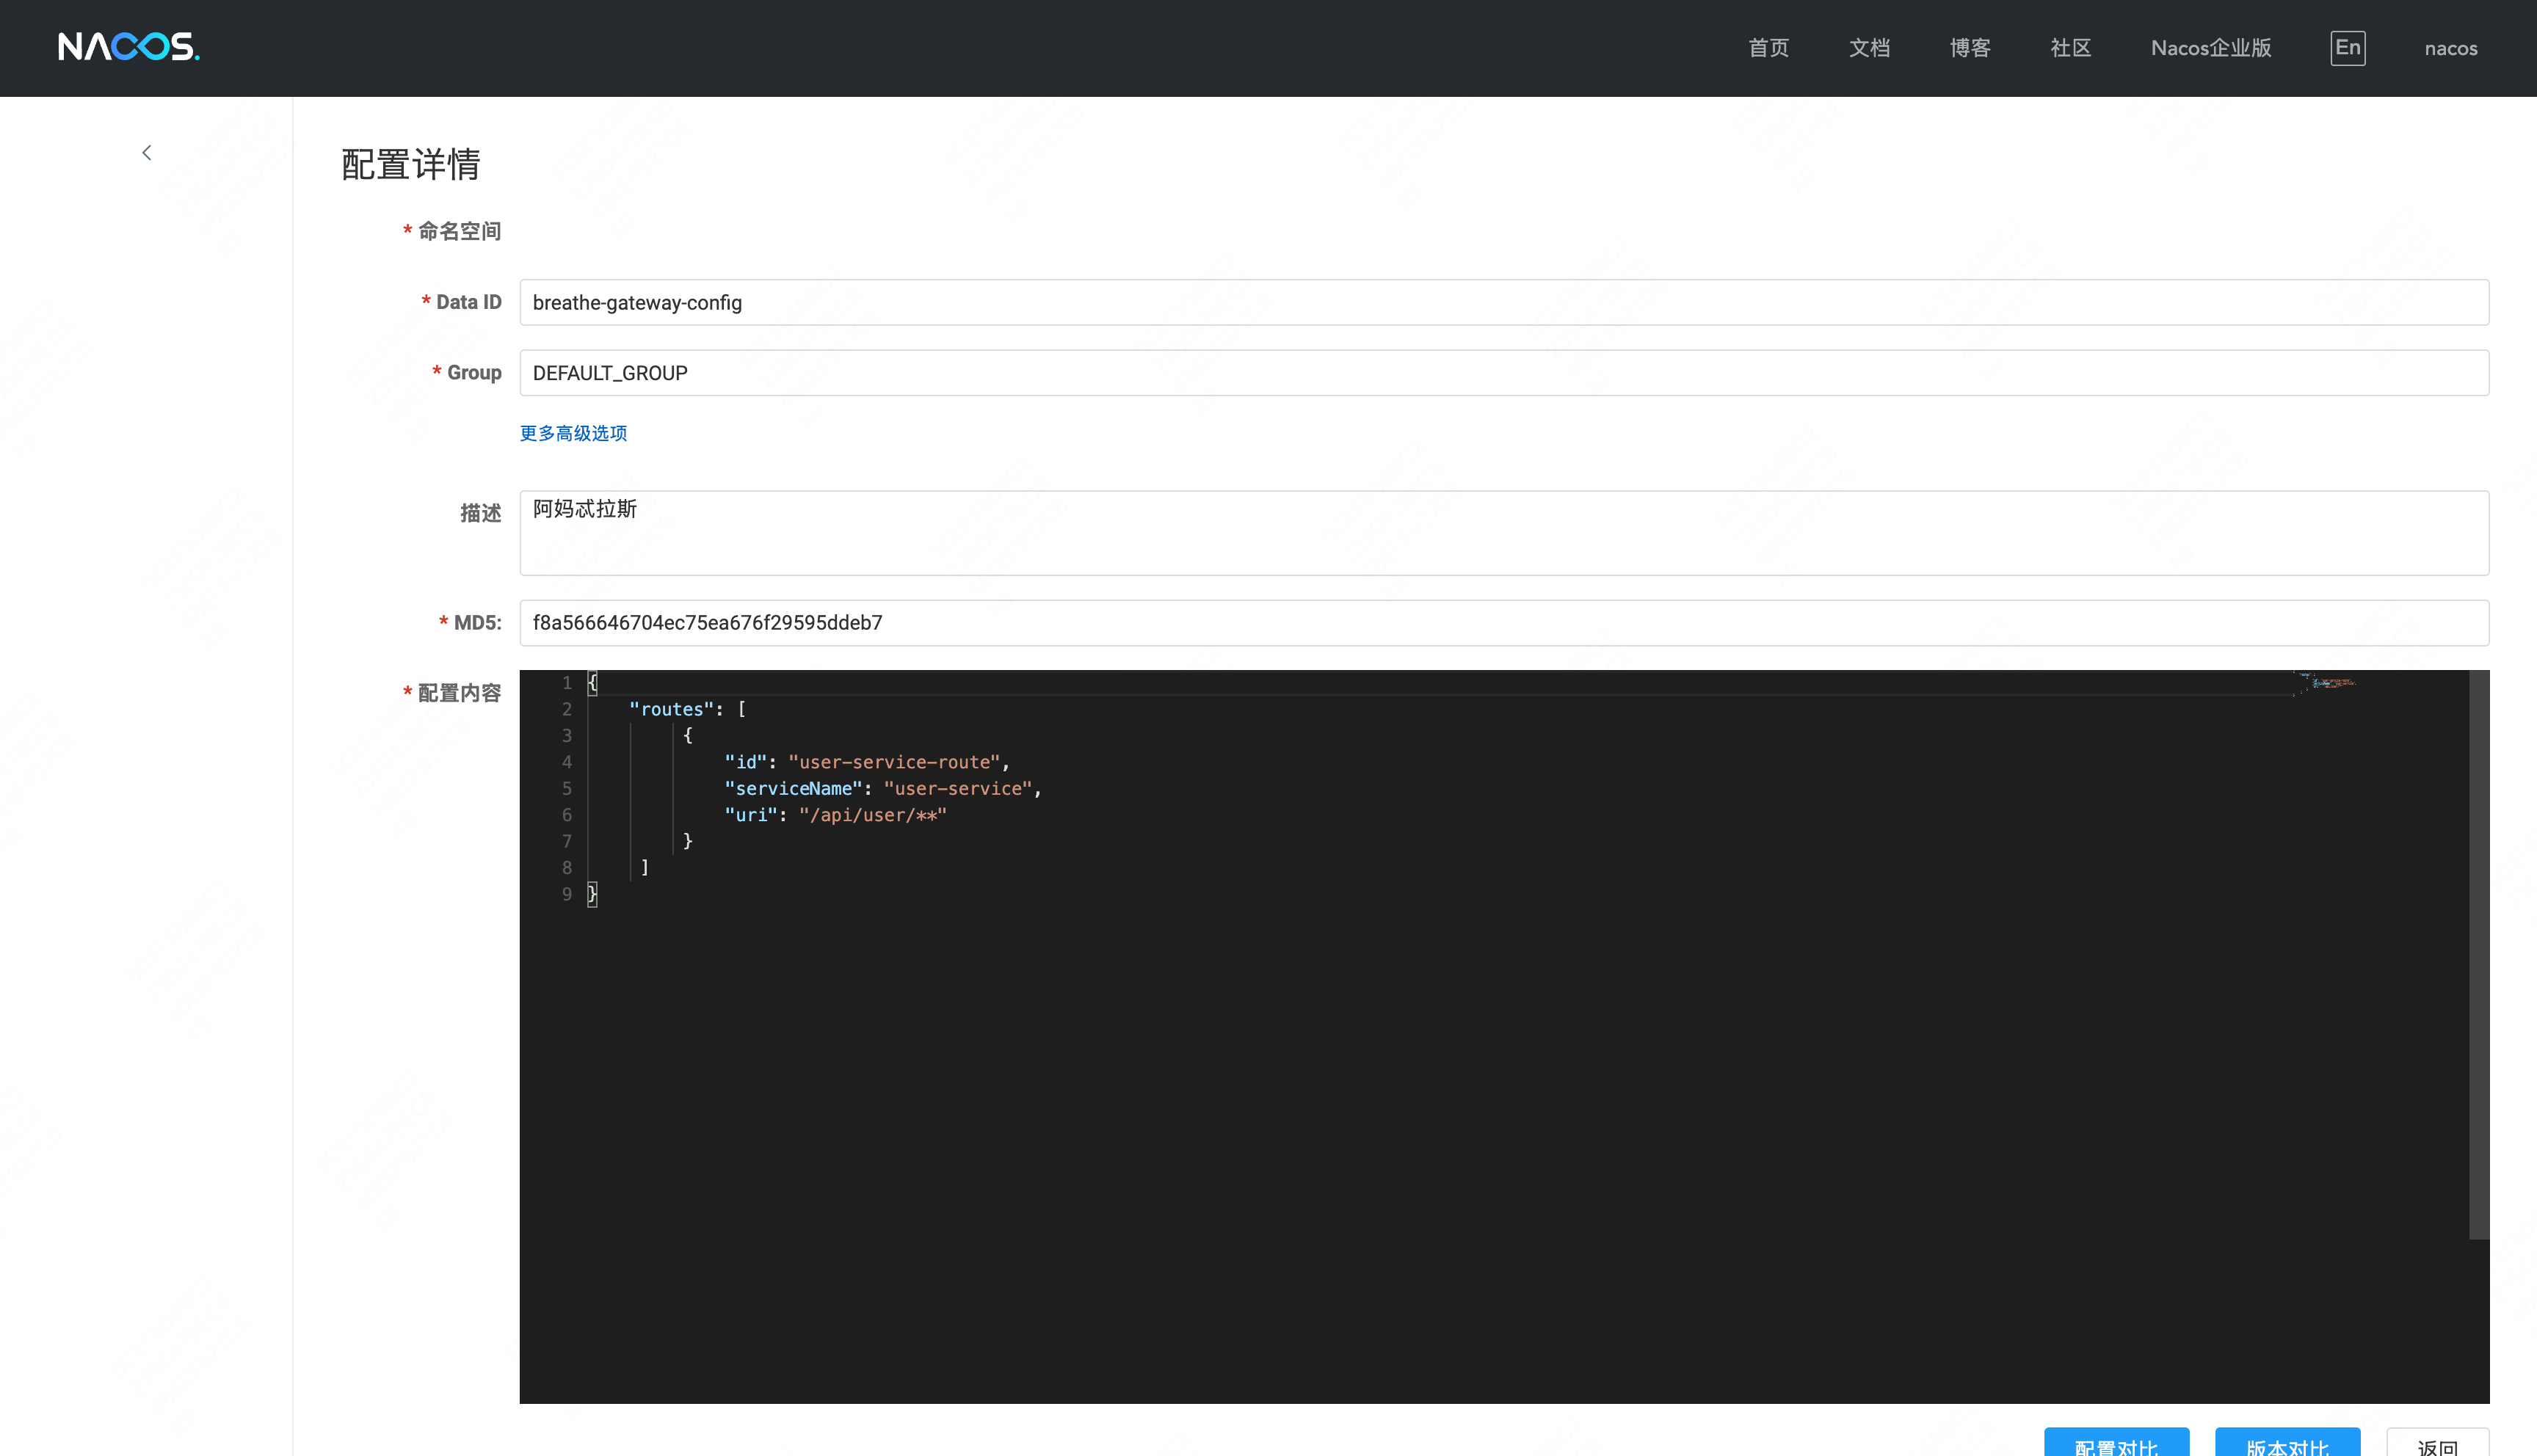 NACOS.
首页 文档 博客 社区 Nacos企业版 En nacos
配置详情
* 命名空间
* Data ID breathe-gateway-config
* Group DEFAULT_GROUP
更多高级选项
描述 阿妈忒拉斯
* MD5: f8a566646704ec75ea676f29595ddeb7
* 配置内容
1 {
2 "routes": [
3 {
4 "id": "user-service-route",
5 "serviceName": "user-service",
6 "uri": "/api/user/**"
7 }
8 ]
9 }
配置对比 版本对比 返回